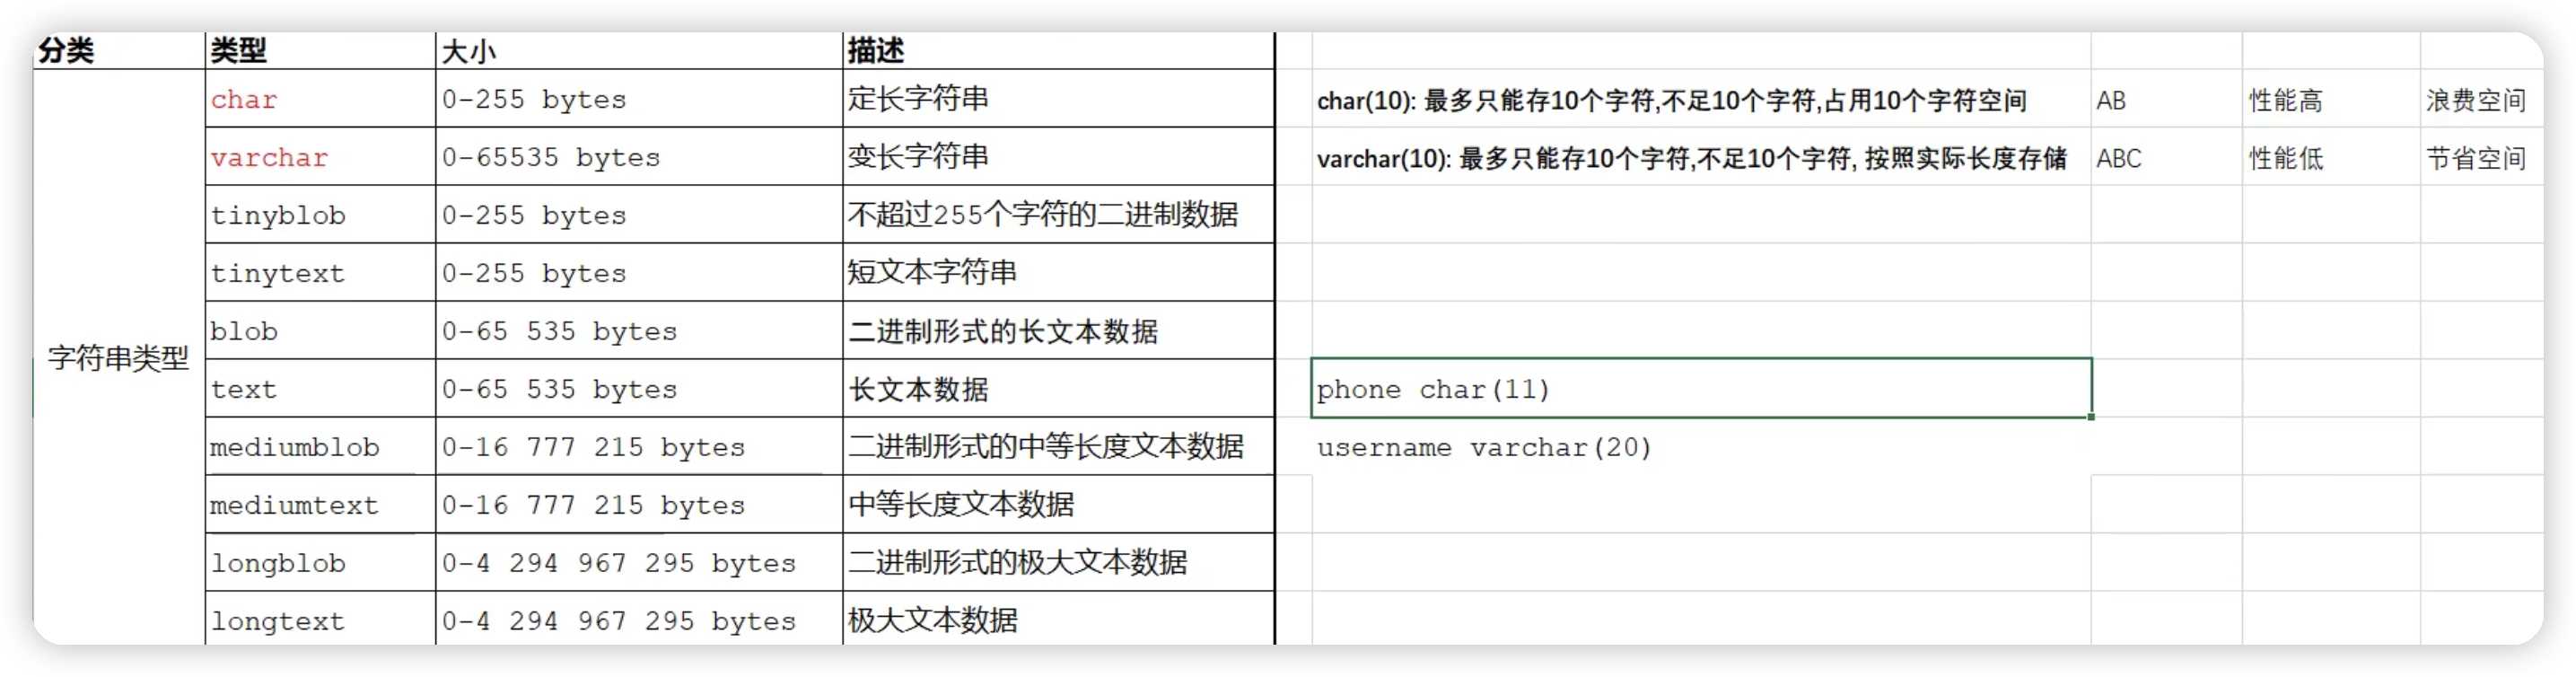 分类 类型 大小 描述
char 0-255 bytes 定长字符串 char(10): 最多只能存10个字符,不足10个字符,占用10个字符空间 AB 性能高 浪费空间
varchar 0-65535 bytes 变长字符串 varchar(10): 最多只能存10个字符,不足10个字符, 按照实际长度存储 ABC 性能低 节省空间
tinyblob 0-255 bytes 不超过255个字符的二进制数据
tinytext 0-255 bytes 短文本字符串
blob 0-65 535 bytes 二进制形式的长文本数据
字符串类型
text 0-65 535 bytes 长文本数据 phone char(11)
mediumblob 0-16 777 215 bytes 二进制形式的中等长度文本数据 username varchar(20)
mediumtext 0-16 777 215 bytes 中等长度文本数据
longblob 0-4 294 967 295 bytes 二进制形式的极大文本数据
longtext 0-4 294 967 295 bytes 极大文本数据